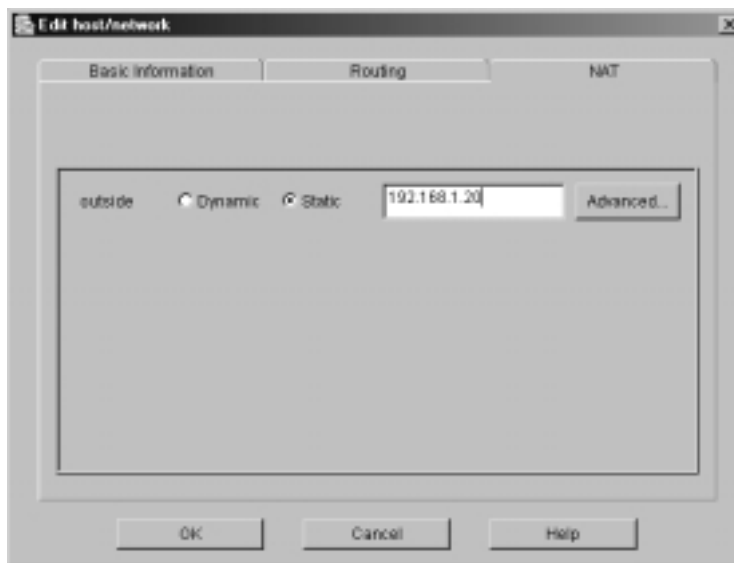 Edit host/network
Basic Information Routing NAT
outside Dynamic Static 192.168.1.20 Advanced...
OK Cancel Help